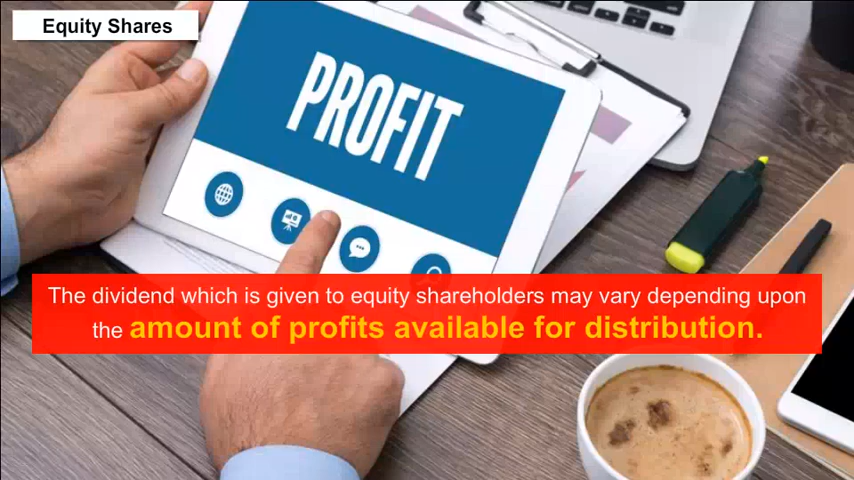 Equity Shares
PROFIT
The dividend which is given to equity shareholders may vary depending upon
the amount of profits available for distribution.